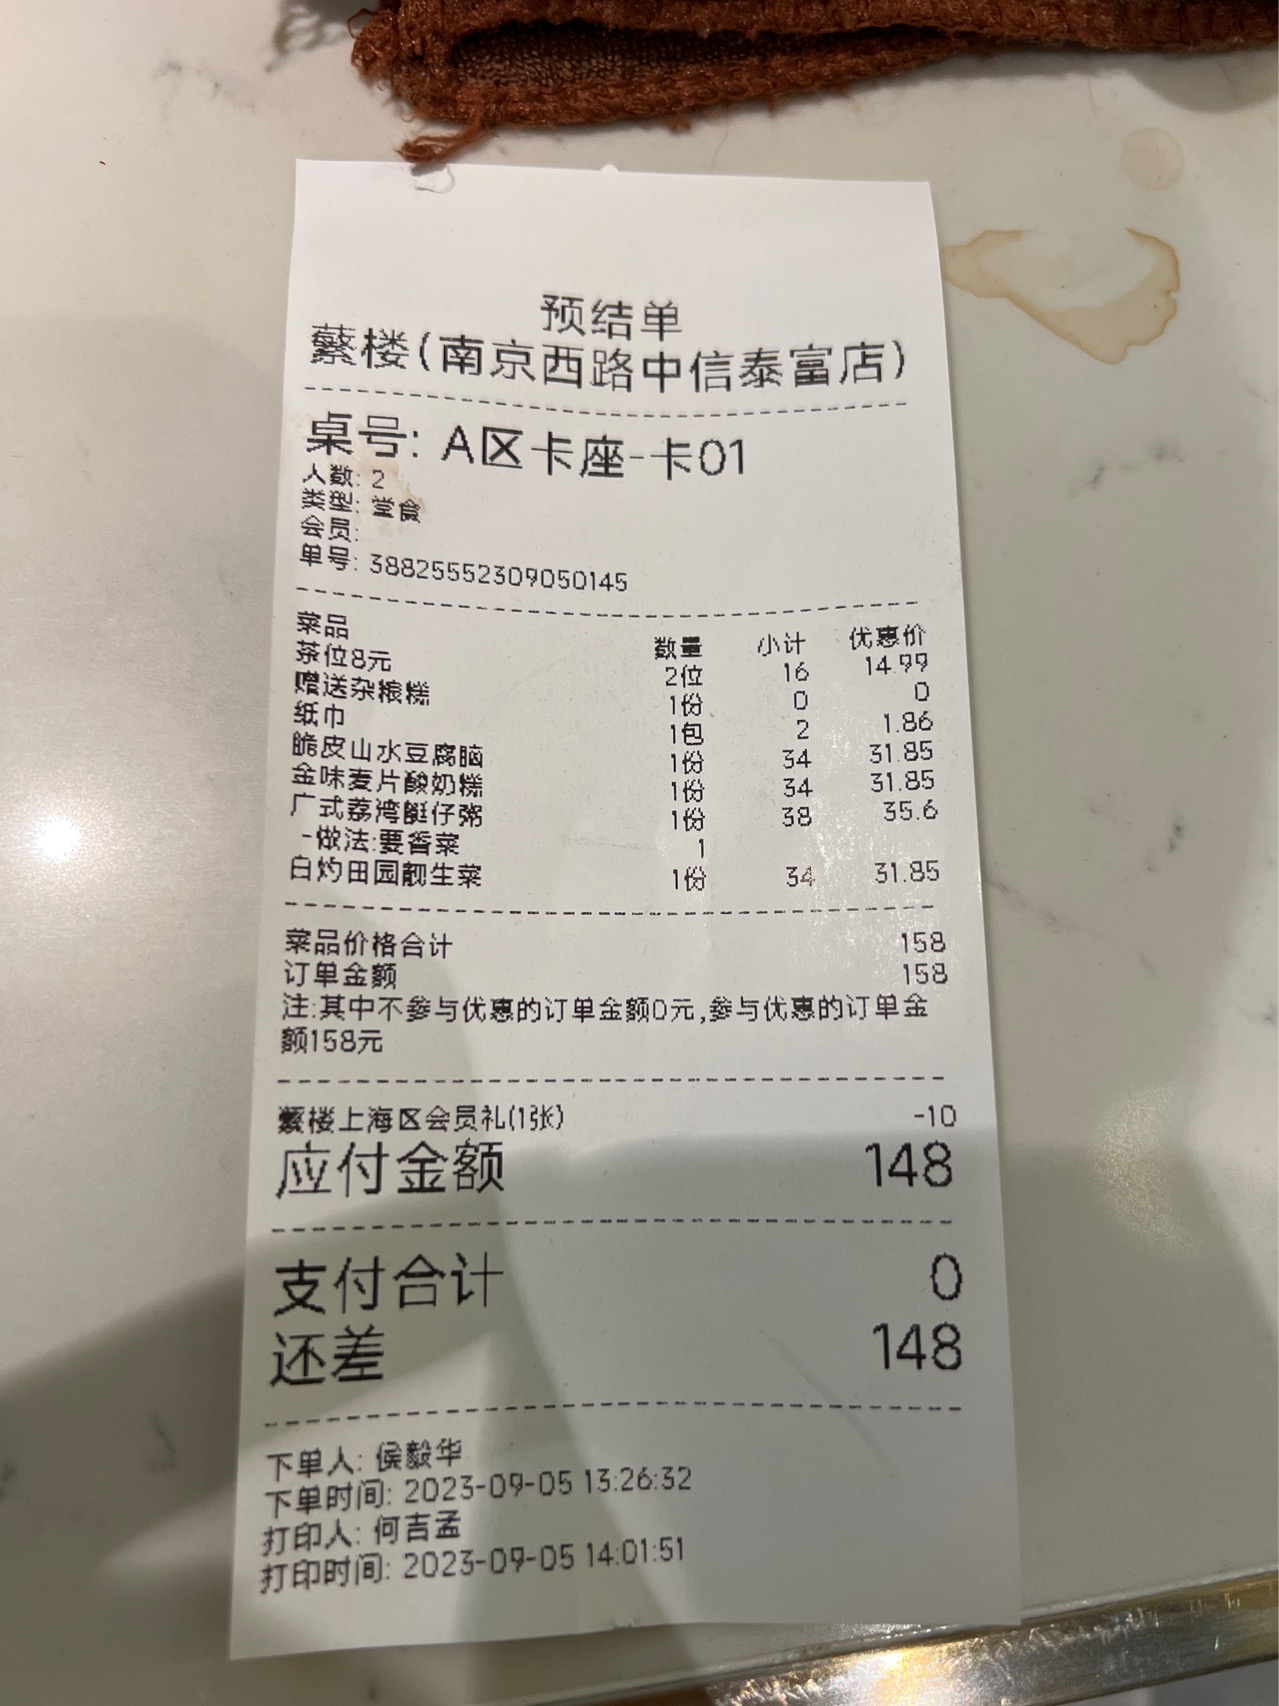 预结单
蘩楼(南京西路中信泰富店)
桌号: A区卡座-卡01
人数: 2
类型: 堂食
会员:
单号: 38825552309050145
菜品 数量 小计 优惠价
茶位8元 2位 16 14.99
赠送杂粮糕 1份 0 0
纸巾 1包 2 1.86
脆皮山水豆腐脑 1份 34 31.85
金味麦片酸奶糕 1份 34 31.85
广式荔湾艇仔粥 1份 38 35.6
-做法:要香菜 1
白灼田园靓生菜 1份 34 31.85
菜品价格合计 158
订单金额 158
注:其中不参与优惠的订单金额0元,参与优惠的订单金
额158元
蘩楼上海区会员礼(1张) -10
应付金额 148
支付合计 0
还差 148
下单人: 侯毅华
下单时间: 2023-09-05 13:26:32
打印人: 何吉孟
打印时间: 2023-09-05 14:01:51